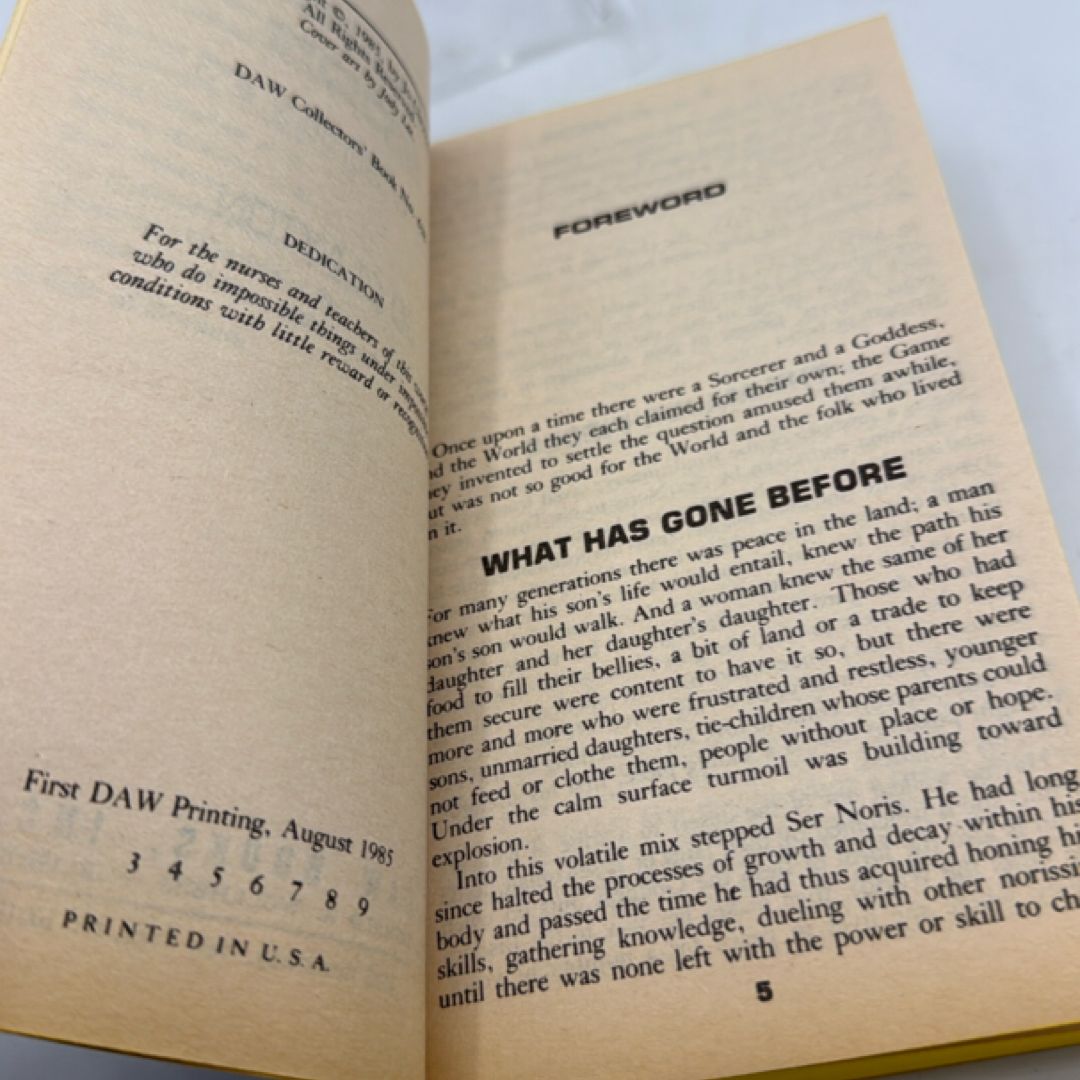 © 1985, by
All Rights
Cover art by Jody
DAW Collectors' Book
DEDICATION
For the nurses and teachers of
who do impossible things under
conditions with little reward or
First DAW Printing, August 1985
3 4 5 6 7 8 9
PRINTED IN U.S.A.
FOREWORD
Once upon a time there were a Sorcerer and a Goddess,
the World they each claimed for their own; the Game
invented to settle the question amused them awhile,
was not so good for the World and the folk who lived
it.
WHAT HAS GONE BEFORE
For many generations there was peace in the land; a man
knew what his son's life would entail, knew the path his
son's son would walk. And a woman knew the same of her
daughter and her daughter's daughter. Those who had
food to fill their bellies, a bit of land or a trade to keep
them secure were content to have it so, but there were
more and more who were frustrated and restless, younger
sons, unmarried daughters, tie-children whose parents could
not feed or clothe them, people without place or hope.
Under the calm surface turmoil was building toward
explosion.
Into this volatile mix stepped Ser Noris. He had long
since halted the processes of growth and decay within his
body and passed the time he had thus acquired honing
skills, gathering knowledge, dueling with other
until there was none left with the power or skill to
5